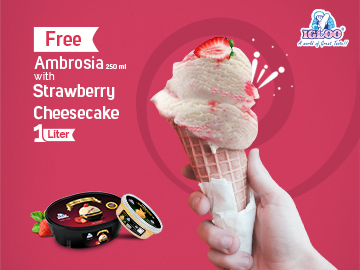 Free
Ambrosia 250 ml
with
Strawberry
Cheesecake
1 Liter
IGLOO
A world of Great Taste!!